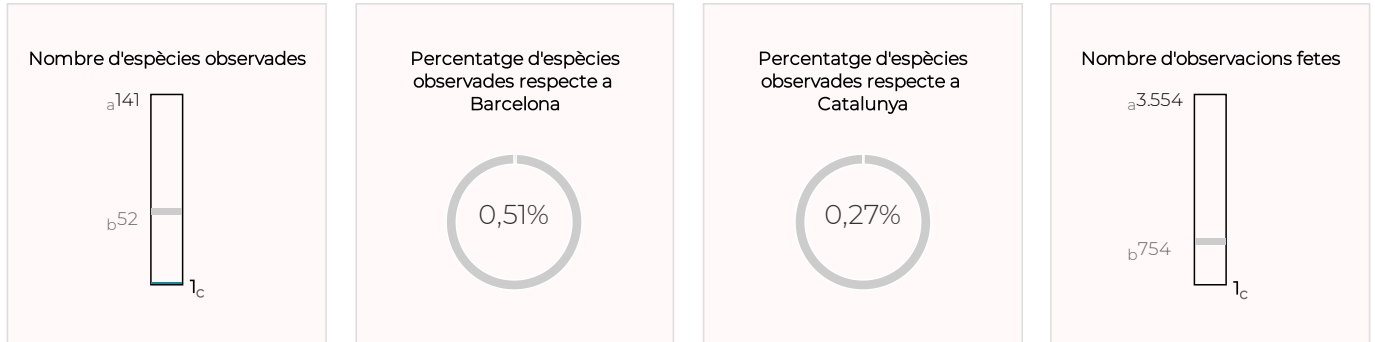 Nombre d'espècies observades
a141
b52
1c
Percentatge d'espècies
observades respecte a
Barcelona
0,51%
Percentatge d'espècies
observades respecte a
Catalunya
0,27%
Nombre d'observacions fetes
a3.554
b754
1c